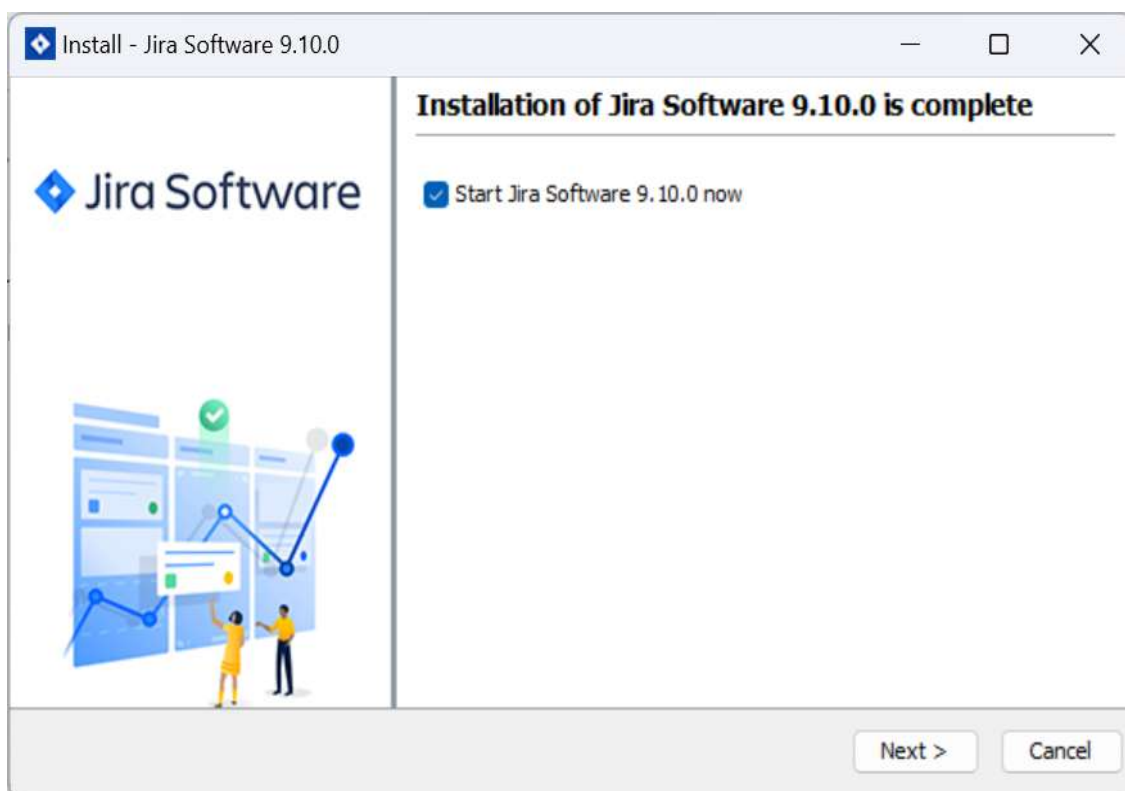 Install - Jira Software 9.10.0
Jira Software
Installation of Jira Software 9.10.0 is complete
Start Jira Software 9.10.0 now
Next >
Cancel